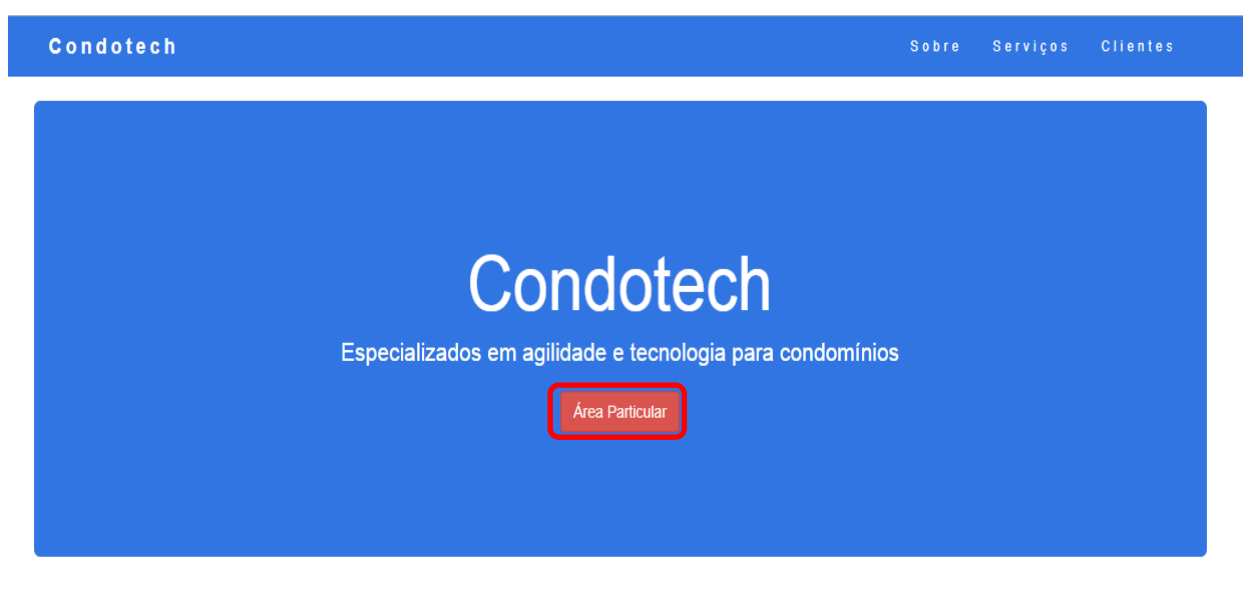 Condotech
Sobre Serviços Clientes
Condotech
Especializados em agilidade e tecnologia para condomínios
Área Particular